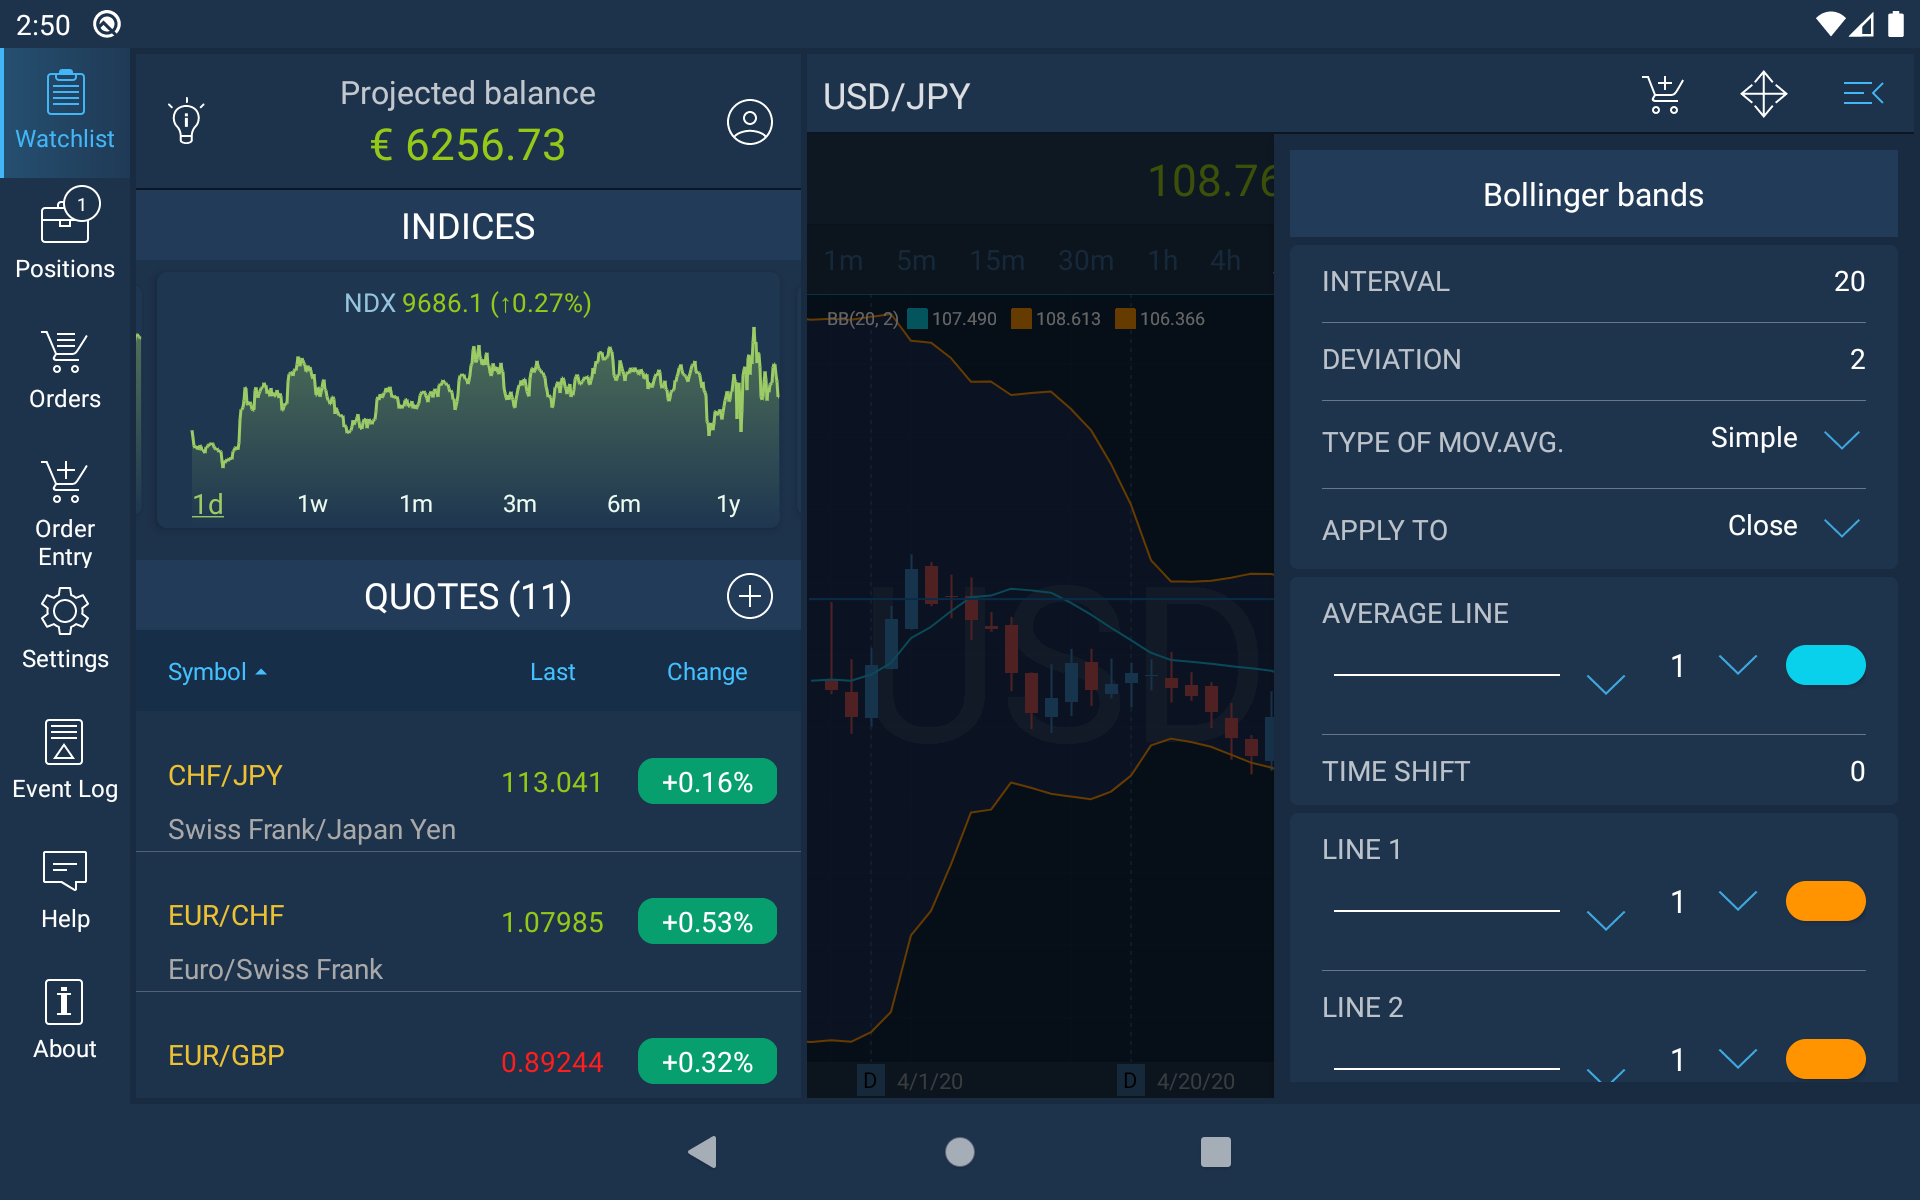 2:50
Watchlist
1
Positions
Orders
Order
Entry
Settings
Event Log
Help
About
Projected balance
€ 6256.73
INDICES
NDX 9686.1 (↑0.27%)
1d 1w 1m 3m 6m 1y
QUOTES (11)
Symbol Last Change
CHF/JPY 113.041 +0.16%
Swiss Frank/Japan Yen
EUR/CHF 1.07985 +0.53%
Euro/Swiss Frank
EUR/GBP 0.89244 +0.32%
USD/JPY
108.76
1m 5m 15m 30m 1h 4h
BB(20, 2) 107.490 108.613 106.366
USD
D 4/1/20 D 4/20/20
Bollinger bands
INTERVAL 20
DEVIATION 2
TYPE OF MOV.AVG. Simple
APPLY TO Close
AVERAGE LINE
1
TIME SHIFT 0
LINE 1
1
LINE 2
1